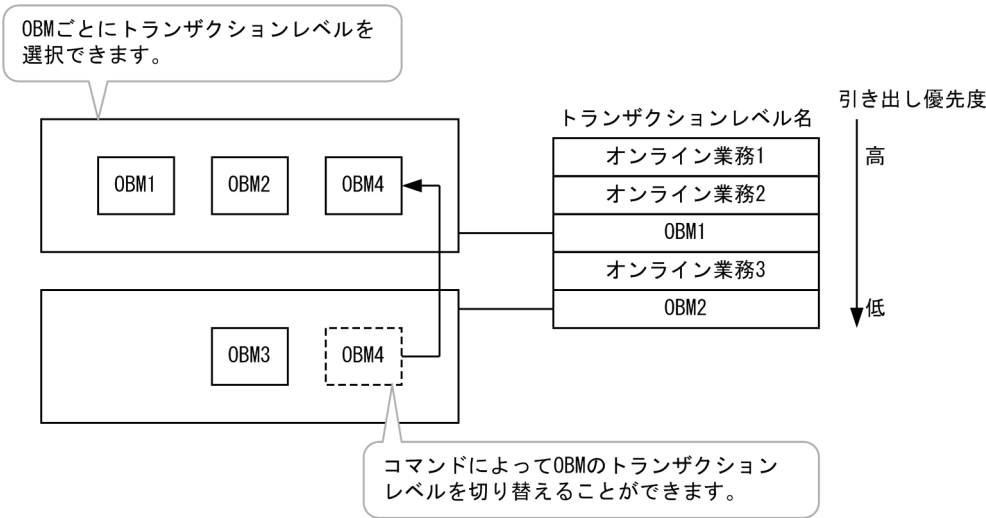 OBMごとにトランザクションレベルを
選択できます。
引き出し優先度
トランザクションレベル名
高
オンライン業務1
オンライン業務2
OBM1
オンライン業務3
OBM2
低
OBM1
OBM2
OBM4
OBM3
OBM4
コマンドによってOBMのトランザクション
レベルを切り替えることができます。